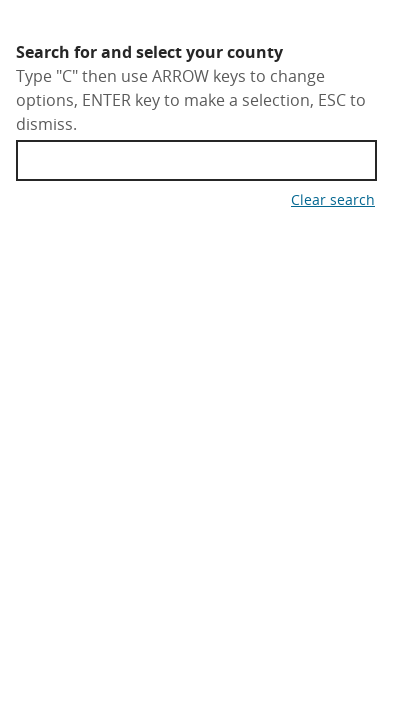 Search for and select your county
Type "C" then use ARROW keys to change
options, ENTER key to make a selection, ESC to
dismiss.
Clear search